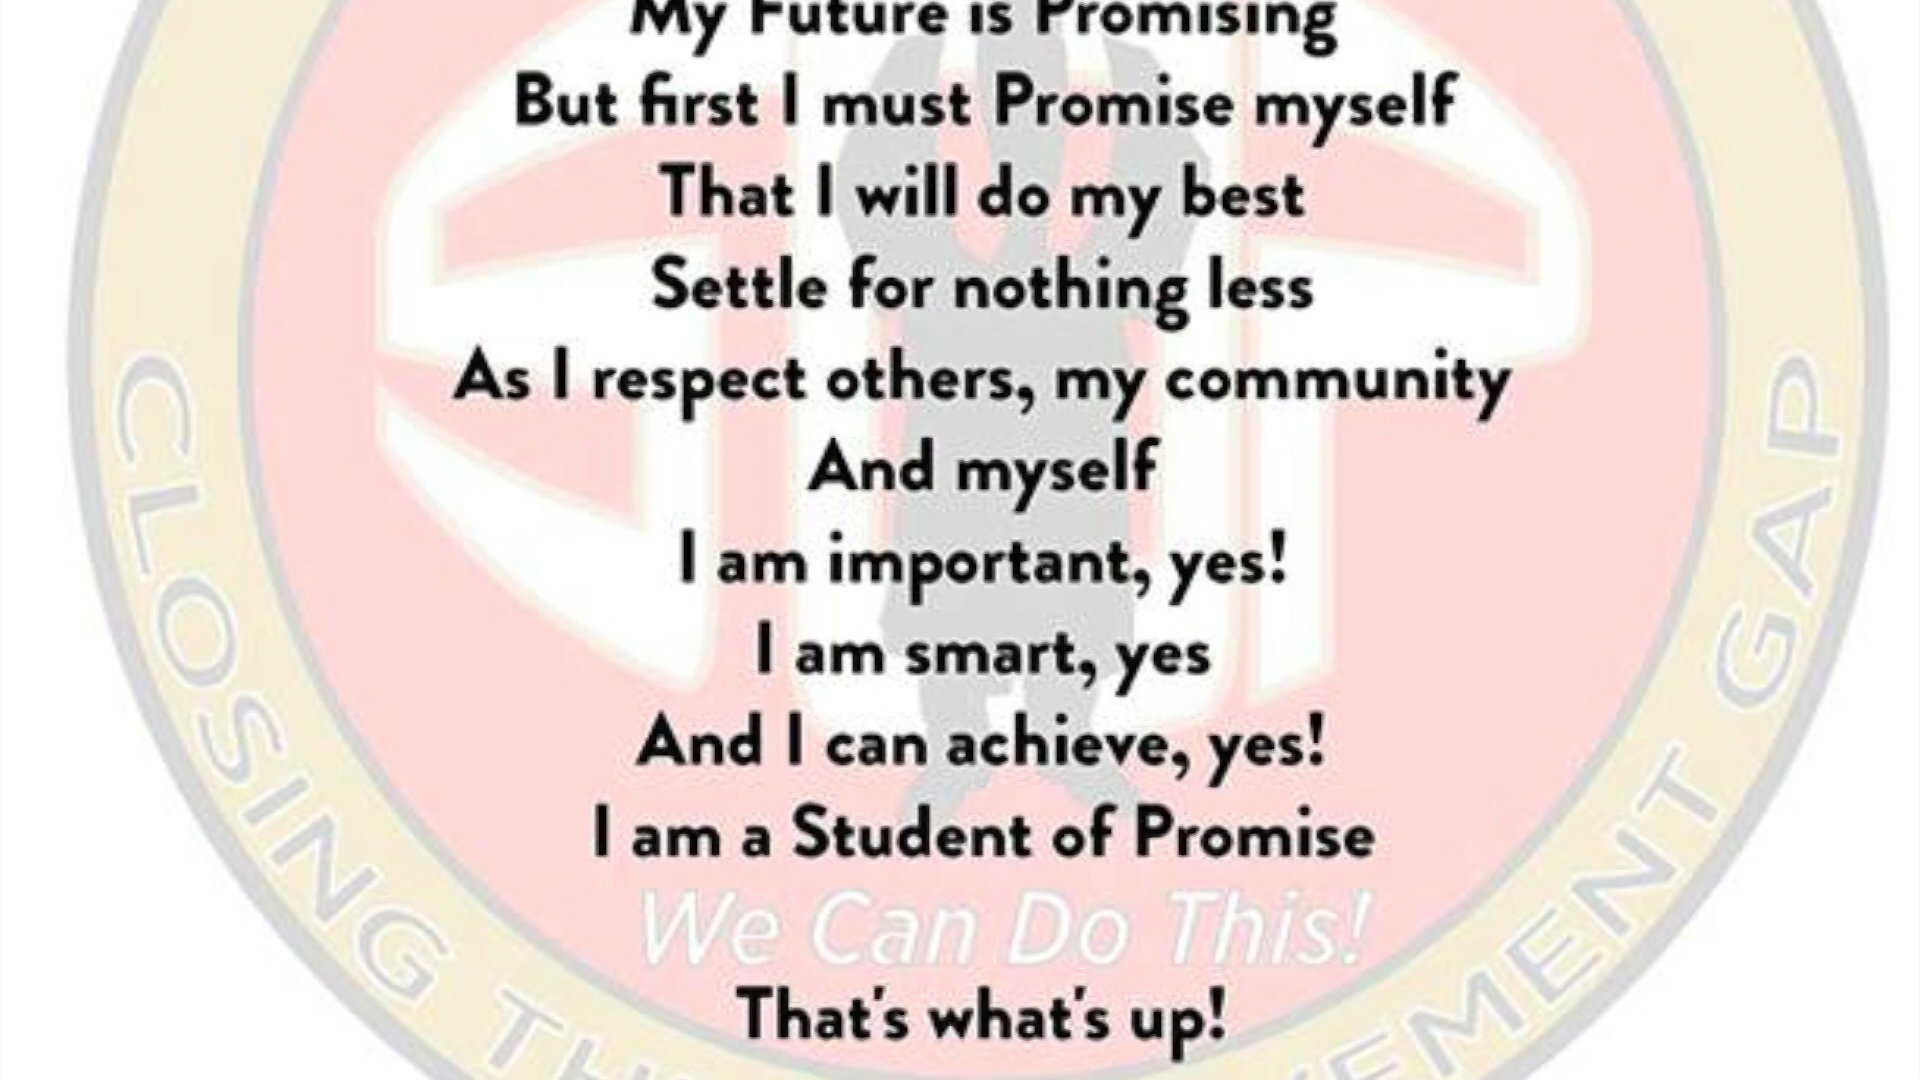 My Future is Promising
But first I must Promise myself
That I will do my best
Settle for nothing less
As I respect others, my community
And myself
I am important, yes!
I am smart, yes
And I can achieve, yes!
I am a Student of Promise
We Can Do This!
That's what's up!
CLOSING
GAP